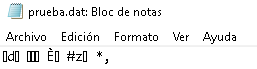 prueba.dat: Bloc de notas
Archivo Edición Formato Ver Ayuda
▯d▯ ▯▯▯ È▯ #z▯ *,